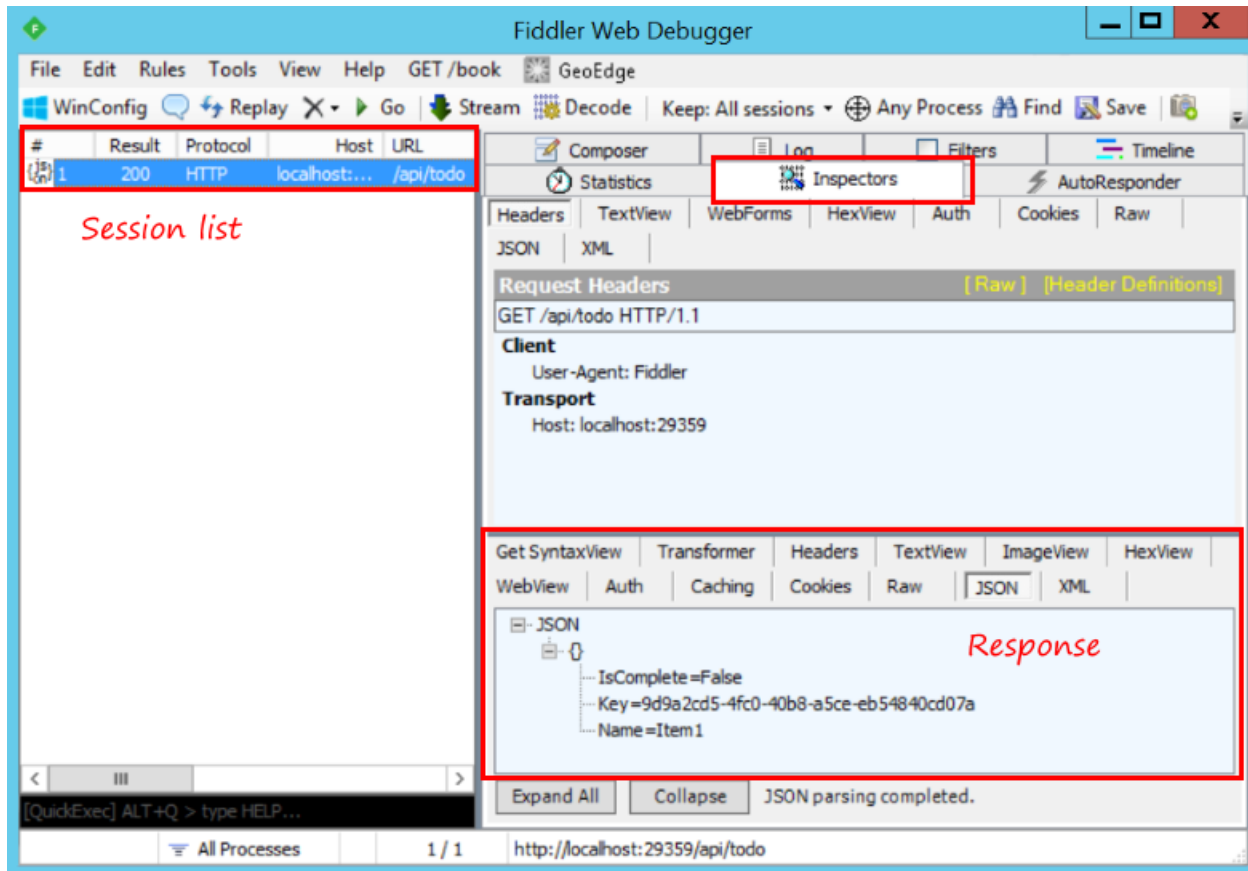 Fiddler Web Debugger
X
File Edit Rules Tools View Help GET /book GeoEdge
WinConfig Replay Go Stream Decode Keep: All sessions Any Process Find Save
# Result Protocol Host URL
1 200 HTTP localhost:... /api/todo
Session list
Composer Log Filters Timeline
Statistics Inspectors AutoResponder
Headers TextView WebForms HexView Auth Cookies Raw
JSON XML
Request Headers [ Raw ] [Header Definitions]
GET /api/todo HTTP/1.1
Client
User-Agent: Fiddler
Transport
Host: localhost:29359
Get SyntaxView Transformer Headers TextView ImageView HexView
WebView Auth Caching Cookies Raw JSON XML
JSON
{}
IsComplete=False
Key=9d9a2cd5-4fc0-40b8-a5ce-eb54840cd07a
Name=Item1
Response
Expand All Collapse JSON parsing completed.
[QuickExec] ALT+Q > type HELP...
All Processes 1 / 1 http://localhost:29359/api/todo